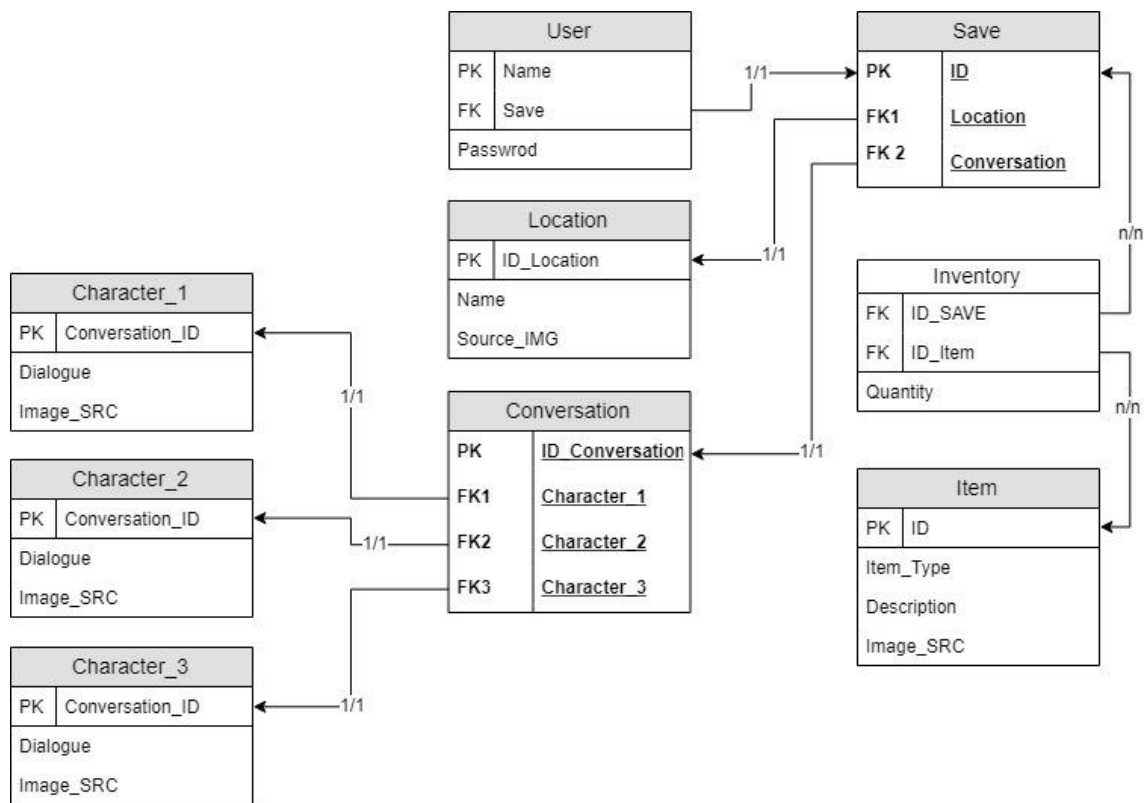 User
PK Name
FK Save
Passwrod
Save
PK ID
FK1 Location
FK 2 Conversation
1/1
Location
PK ID_Location
Name
Source_IMG
1/1
n/n
Inventory
FK ID_SAVE
FK ID_Item
Quantity
n/n
Character_1
PK Conversation_ID
Dialogue
Image_SRC
1/1
Conversation
PK ID_Conversation
FK1 Character_1
FK2 Character_2
FK3 Character_3
1/1
Character_2
PK Conversation_ID
Dialogue
Image_SRC
1/1
Item
PK ID
Item_Type
Description
Image_SRC
Character_3
PK Conversation_ID
Dialogue
Image_SRC
1/1